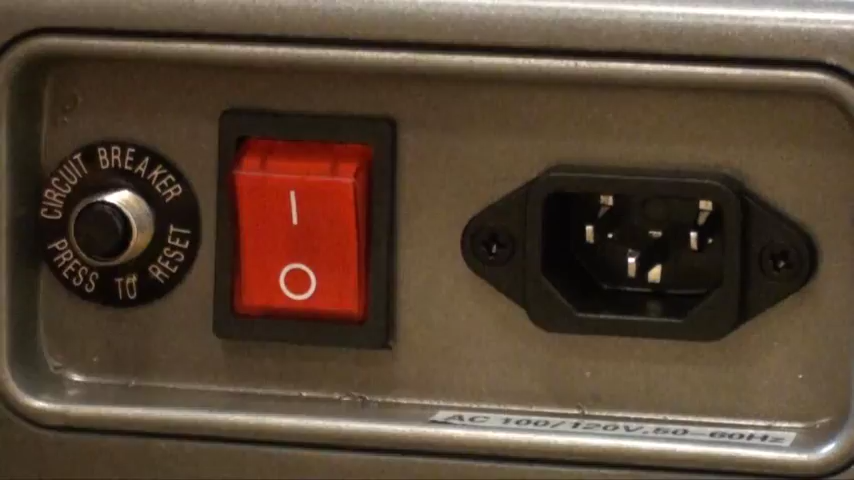 CIRCUIT BREAKER
PRESS TO RESET
I
O
AC 100/120V.50-60Hz